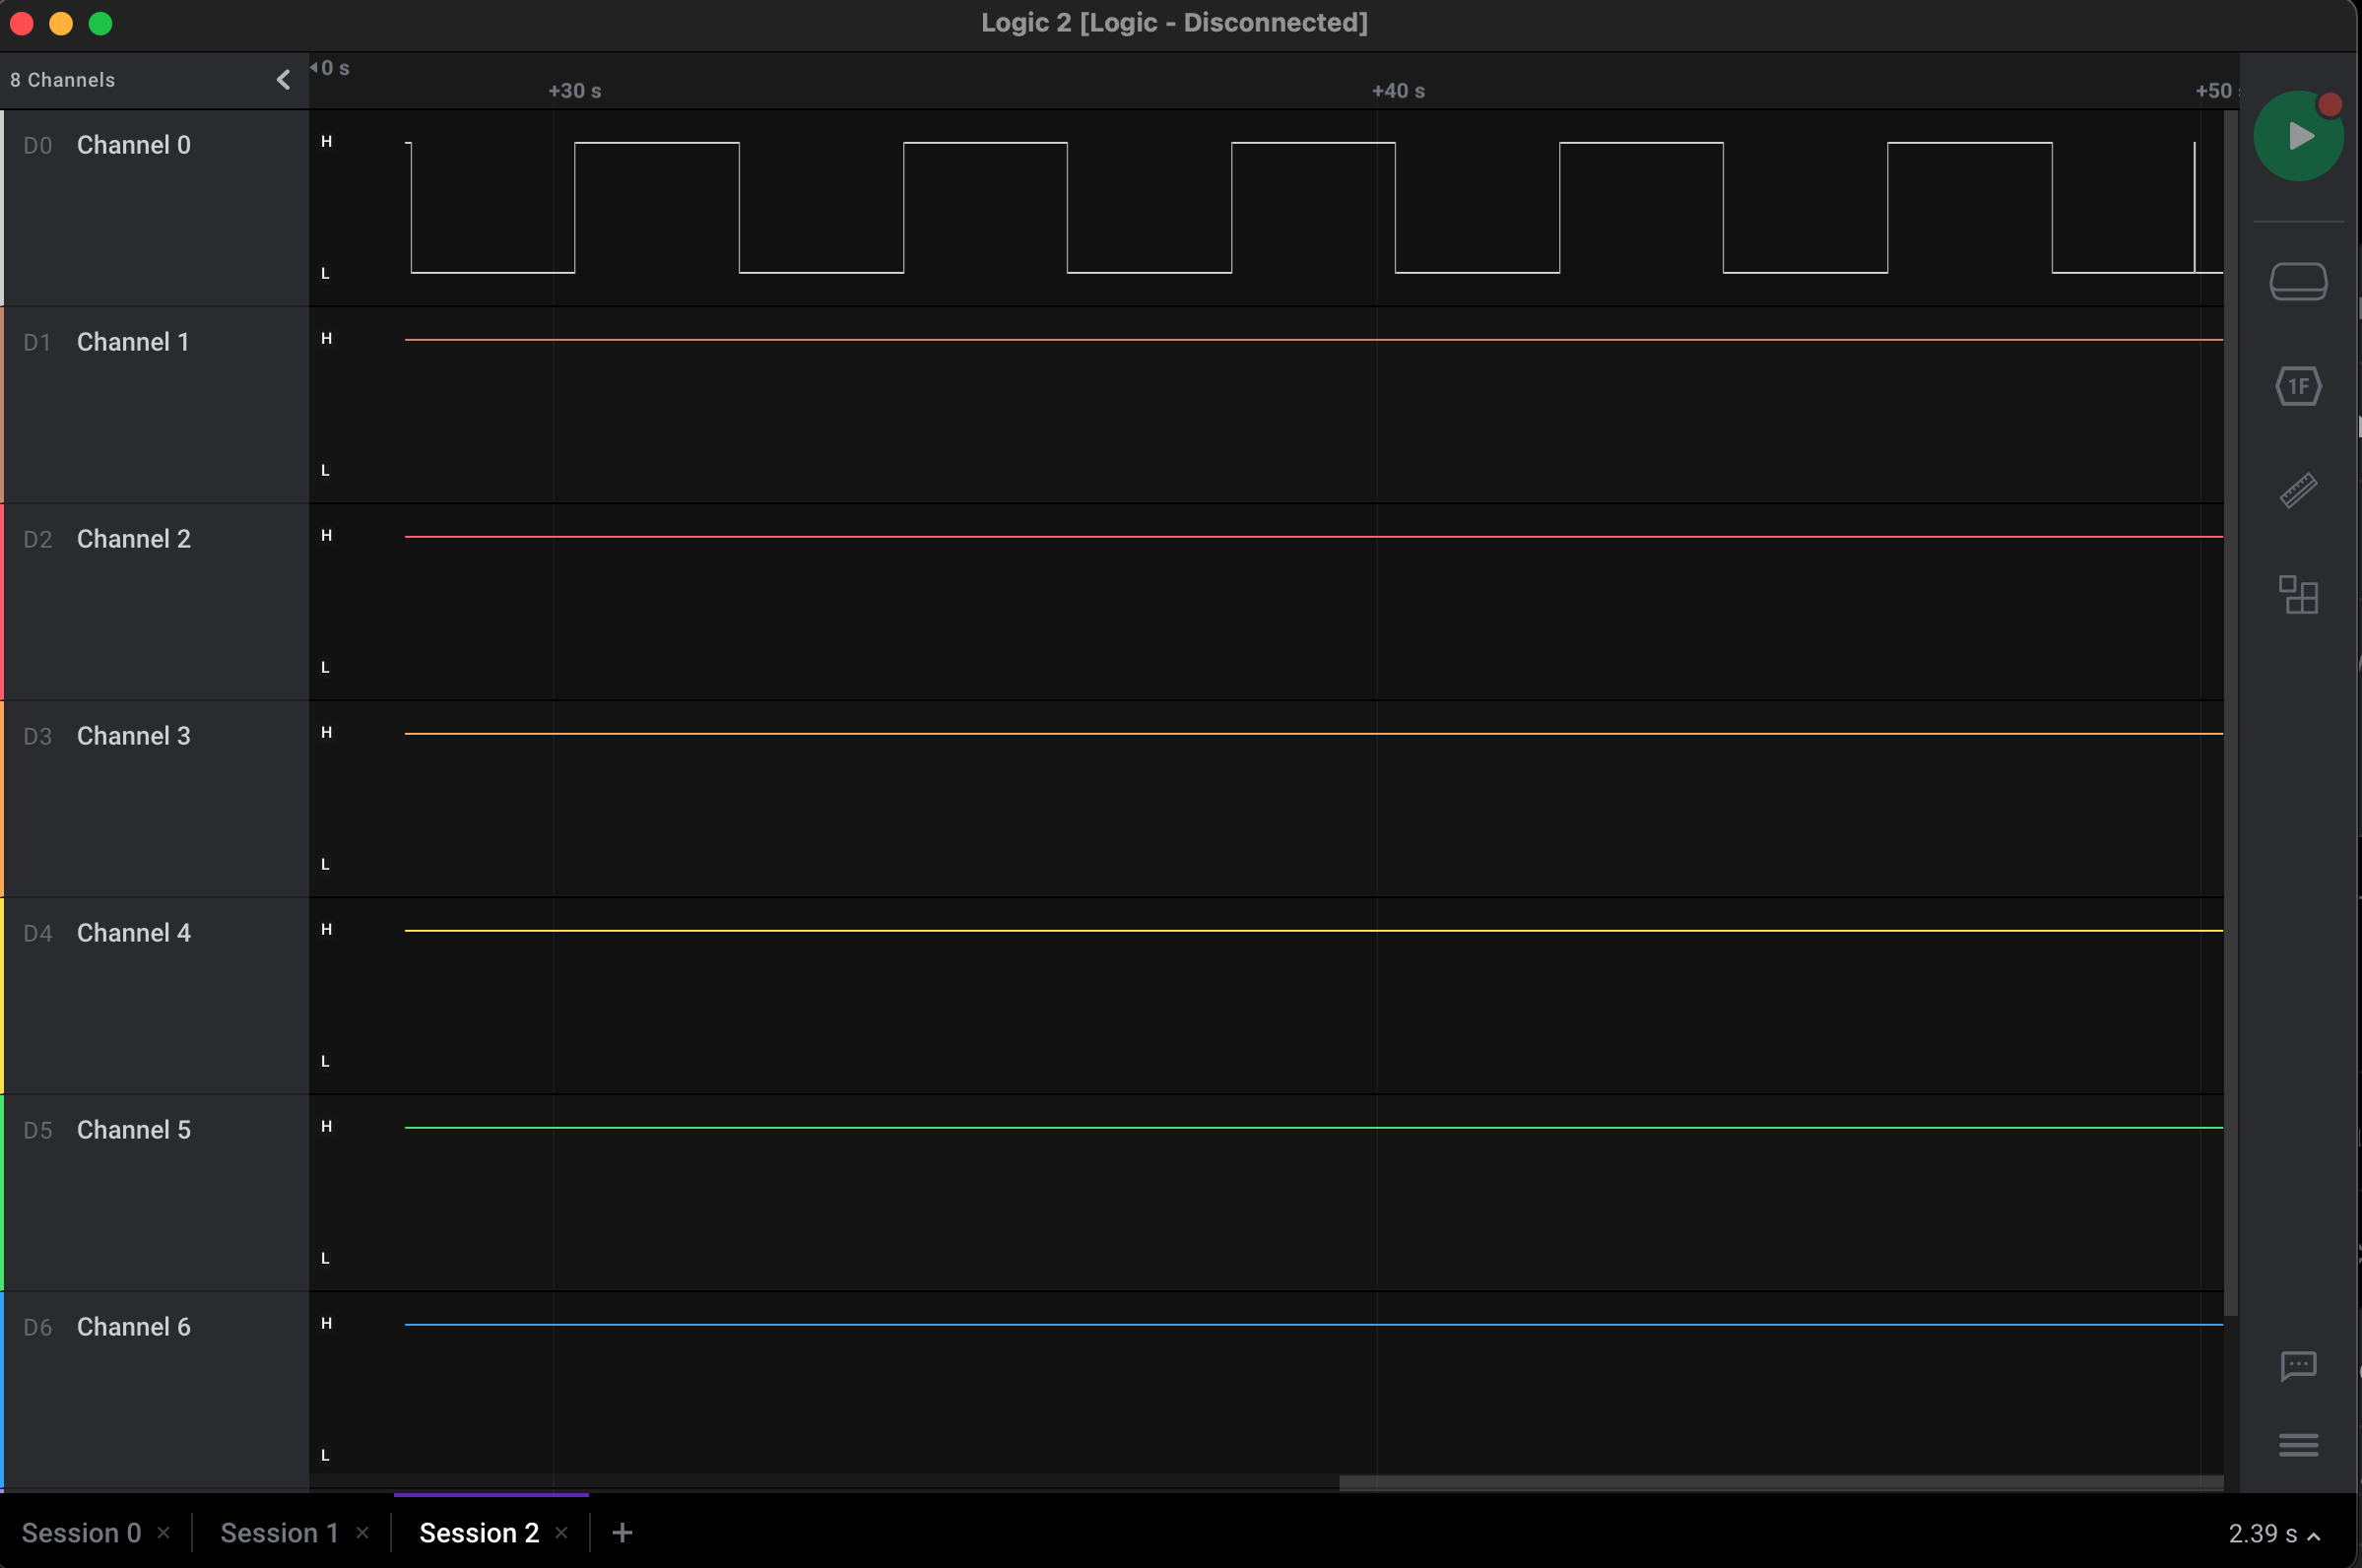 Logic 2 [Logic - Disconnected]
8 Channels
0 s
+30 s
+40 s
+50
D0 Channel 0
H
L
D1 Channel 1
H
L
D2 Channel 2
H
L
D3 Channel 3
H
L
D4 Channel 4
H
L
D5 Channel 5
H
L
D6 Channel 6
H
L
1F
Session 0
Session 1
Session 2
+
2.39 s